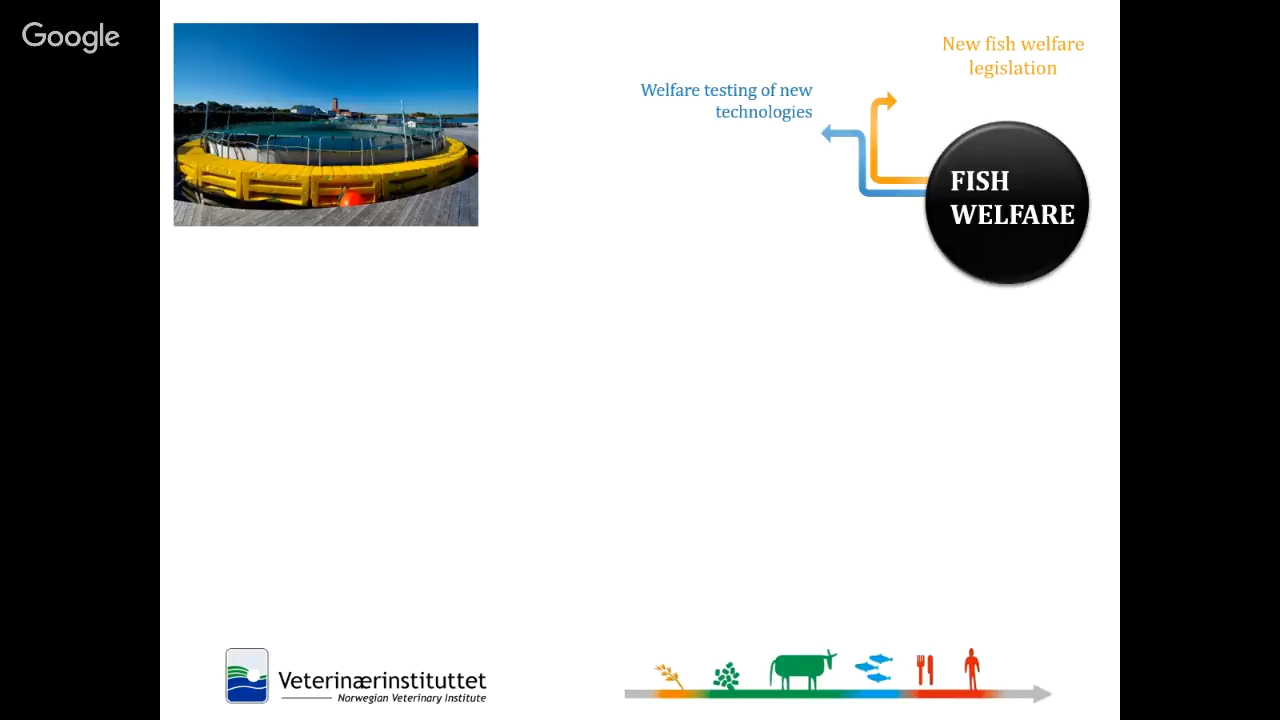 Google
New fish welfare
legislation
Welfare testing of new
technologies
FISH
WELFARE
Veterinærinstituttet
Norwegian Veterinary Institute